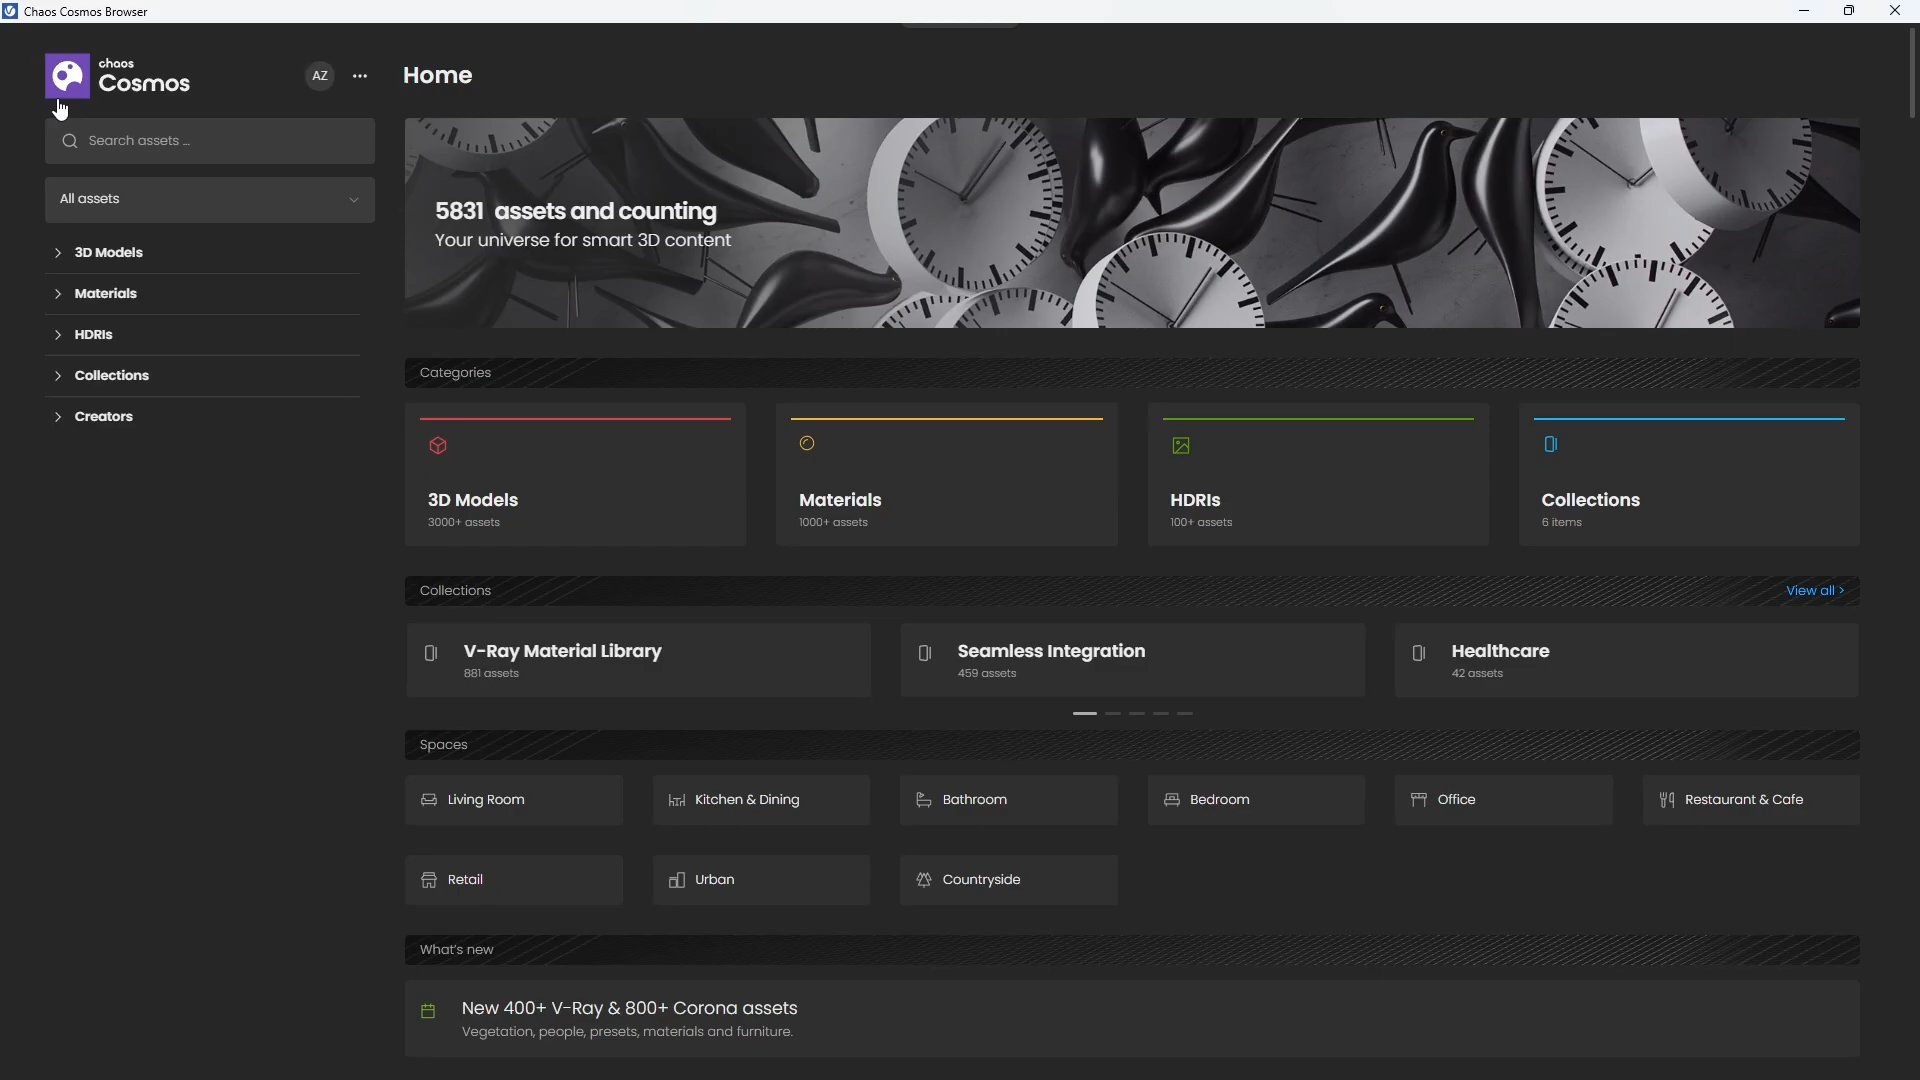 Chaos Cosmos Browser
chaos
Cosmos
AZ
Home
Search assets ...
All assets
3D Models
Materials
HDRIs
Collections
Creators
5831 assets and counting
Your universe for smart 3D content
Categories
3D Models
3000+ assets
Materials
1000+ assets
HDRIs
100+ assets
Collections
6 items
Collections
View all >
V-Ray Material Library
881 assets
Seamless Integration
459 assets
Healthcare
42 assets
Spaces
Living Room
Kitchen & Dining
Bathroom
Bedroom
Office
Restaurant & Cafe
Retail
Urban
Countryside
What's new
New 400+ V-Ray & 800+ Corona assets
Vegetation, people, presets, materials and furniture.